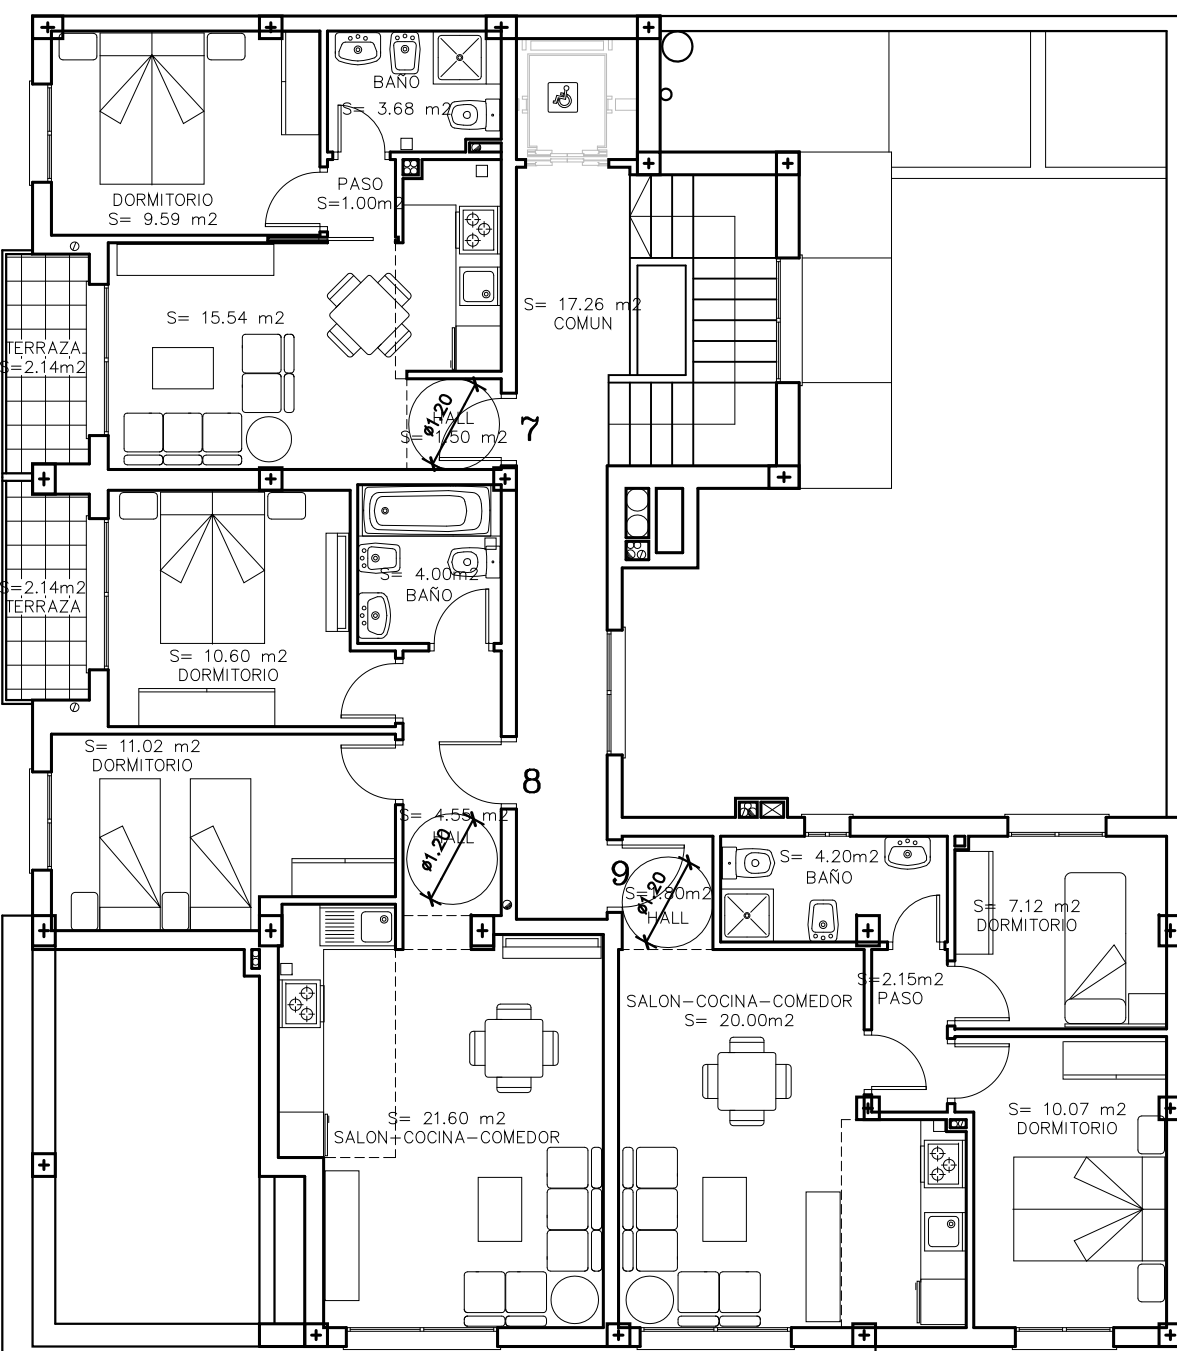 BAÑO
S= 3.68 m2
DORMITORIO
S= 9.59 m2
PASO
S=1.00m2
S= 17.26 m2
COMUN
S= 15.54 m2
TERRAZA
S=2.14m2
HALL
S= 1.50 m2
ø1.20
7
S=2.14m2
TERRAZA
S= 4.00m2
BAÑO
S= 10.60 m2
DORMITORIO
S= 11.02 m2
DORMITORIO
8
S= 4.55 m2
HALL
ø1.20
9
S=1.80m2
HALL
ø1.20
S= 4.20m2
BAÑO
S= 7.12 m2
DORMITORIO
S=2.15m2
PASO
SALON-COCINA-COMEDOR
S= 20.00m2
S= 21.60 m2
SALON-COCINA-COMEDOR
S= 10.07 m2
DORMITORIO